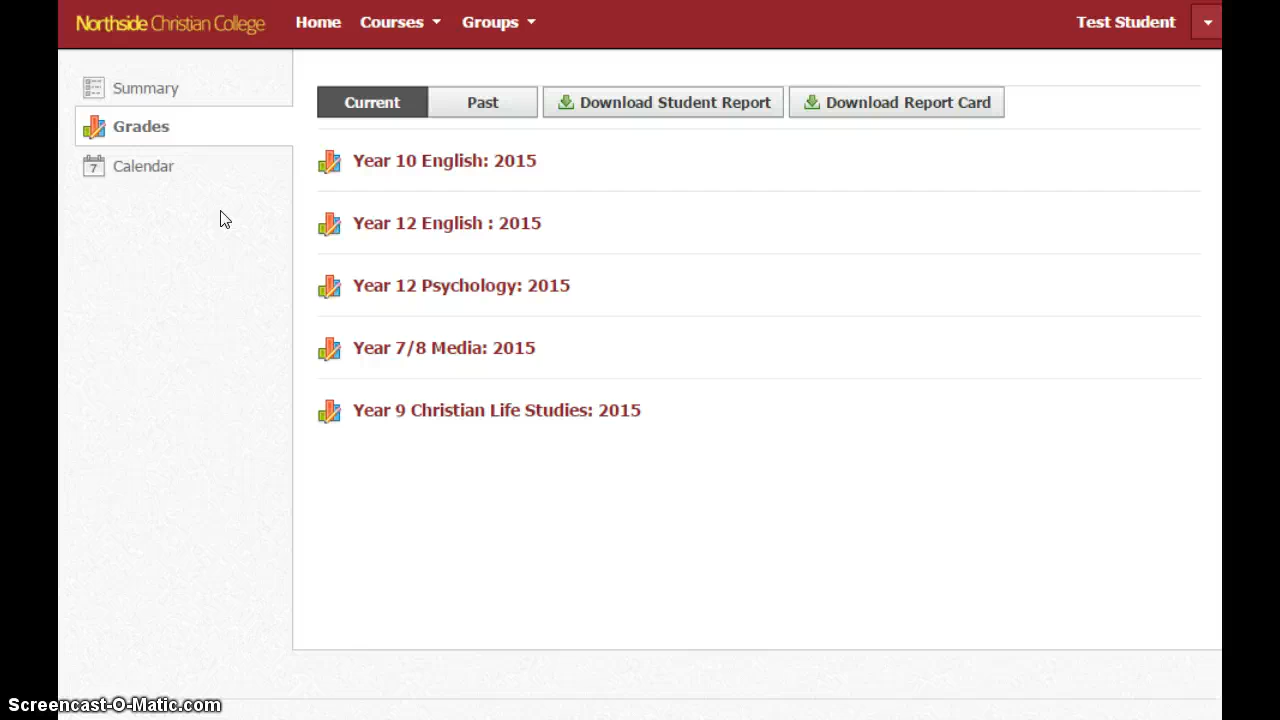 Northside Christian College
Home Courses Groups
Test Student
Summary
Grades
7 Calendar
Current Past Download Student Report Download Report Card
Year 10 English: 2015
Year 12 English : 2015
Year 12 Psychology: 2015
Year 7/8 Media: 2015
Year 9 Christian Life Studies: 2015
Screencast-O-Matic.com